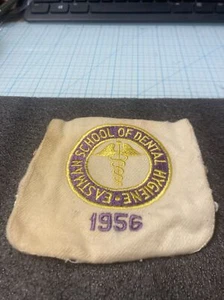 EASTMAN SCHOOL OF DENTAL HYGIENE -
1956